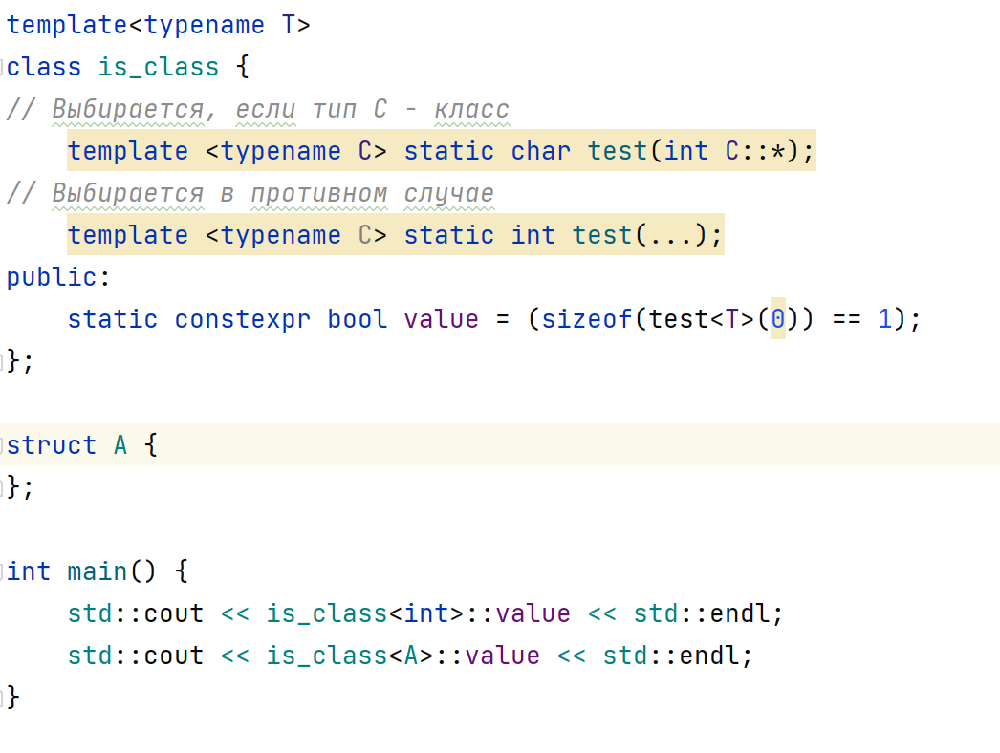 template<typename T>
class is_class {
// Выбирается, если тип C - класс
    template <typename C> static char test(int C::*);
// Выбирается в противном случае
    template <typename C> static int test(...);
public:
    static constexpr bool value = (sizeof(test<T>(0)) == 1);
};
struct A {
};
int main() {
    std::cout << is_class<int>::value << std::endl;
    std::cout << is_class<A>::value << std::endl;
}